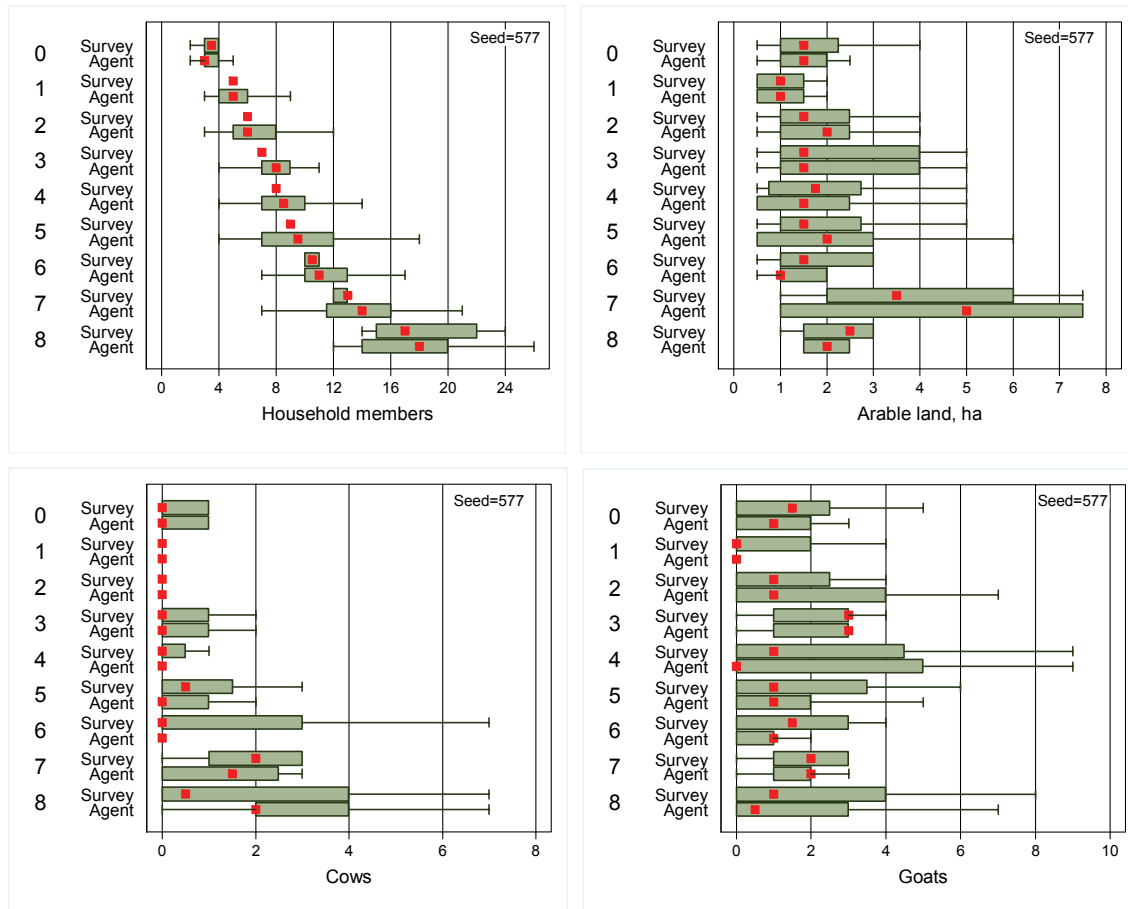 Seed=577
0 Survey
Agent
1 Survey
Agent
2 Survey
Agent
3 Survey
Agent
4 Survey
Agent
5 Survey
Agent
6 Survey
Agent
7 Survey
Agent
8 Survey
Agent
0 4 8 12 16 20 24
Household members
Seed=577
0 Survey
Agent
1 Survey
Agent
2 Survey
Agent
3 Survey
Agent
4 Survey
Agent
5 Survey
Agent
6 Survey
Agent
7 Survey
Agent
8 Survey
Agent
0 1 2 3 4 5 6 7 8
Arable land, ha
Seed=577
0 Survey
Agent
1 Survey
Agent
2 Survey
Agent
3 Survey
Agent
4 Survey
Agent
5 Survey
Agent
6 Survey
Agent
7 Survey
Agent
8 Survey
Agent
0 2 4 6 8
Cows
Seed=577
0 Survey
Agent
1 Survey
Agent
2 Survey
Agent
3 Survey
Agent
4 Survey
Agent
5 Survey
Agent
6 Survey
Agent
7 Survey
Agent
8 Survey
Agent
0 2 4 6 8 10
Goats